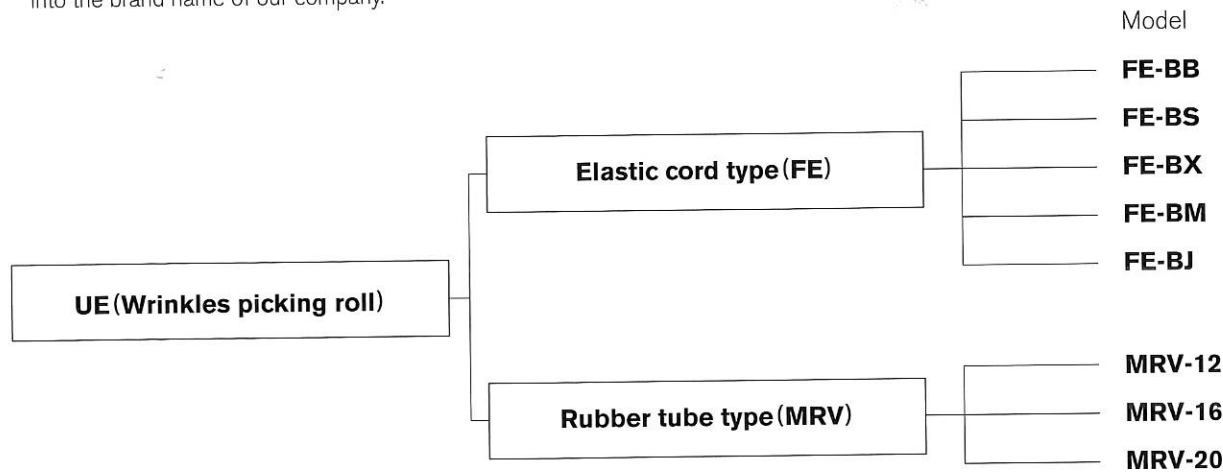 into the brand name of our company.
Model
FE-BB
FE-BS
Elastic cord type(FE)
FE-BX
FE-BM
FE-BJ
UE(Wrinkles picking roll)
MRV-12
Rubber tube type(MRV)
MRV-16
MRV-20